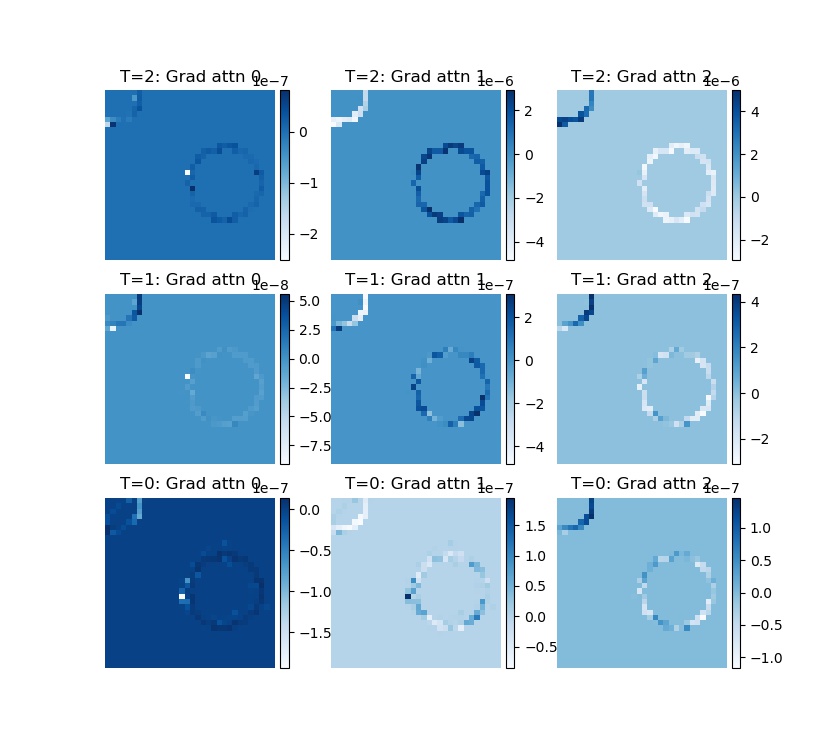 T=2: Grad attn 0
1e−7
0
−1
−2
T=2: Grad attn 1
1e−6
2
0
−2
−4
T=2: Grad attn 2
1e−6
4
2
0
−2
T=1: Grad attn 0
1e−8
5.0
2.5
0.0
−2.5
−5.0
−7.5
T=1: Grad attn 1
1e−7
2
0
−2
−4
T=1: Grad attn 2
1e−7
4
2
0
−2
T=0: Grad attn 0
1e−7
0.0
−0.5
−1.0
−1.5
T=0: Grad attn 1
1e−7
1.5
1.0
0.5
0.0
−0.5
T=0: Grad attn 2
1e−7
1.0
0.5
0.0
−0.5
−1.0